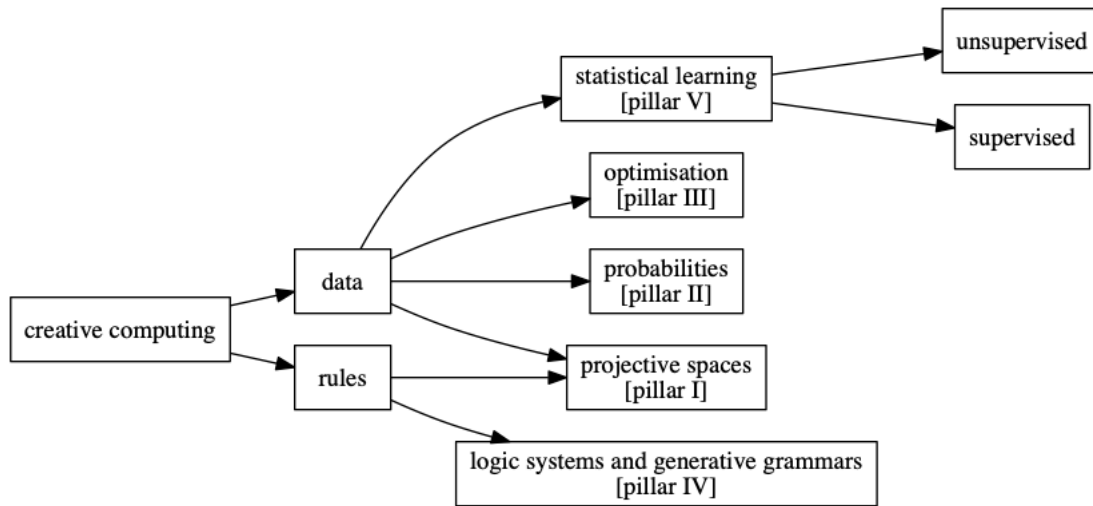 unsupervised
statistical learning
[pillar V]
supervised
optimisation
[pillar III]
data
probabilities
[pillar II]
creative computing
rules
projective spaces
[pillar I]
logic systems and generative grammars
[pillar IV]